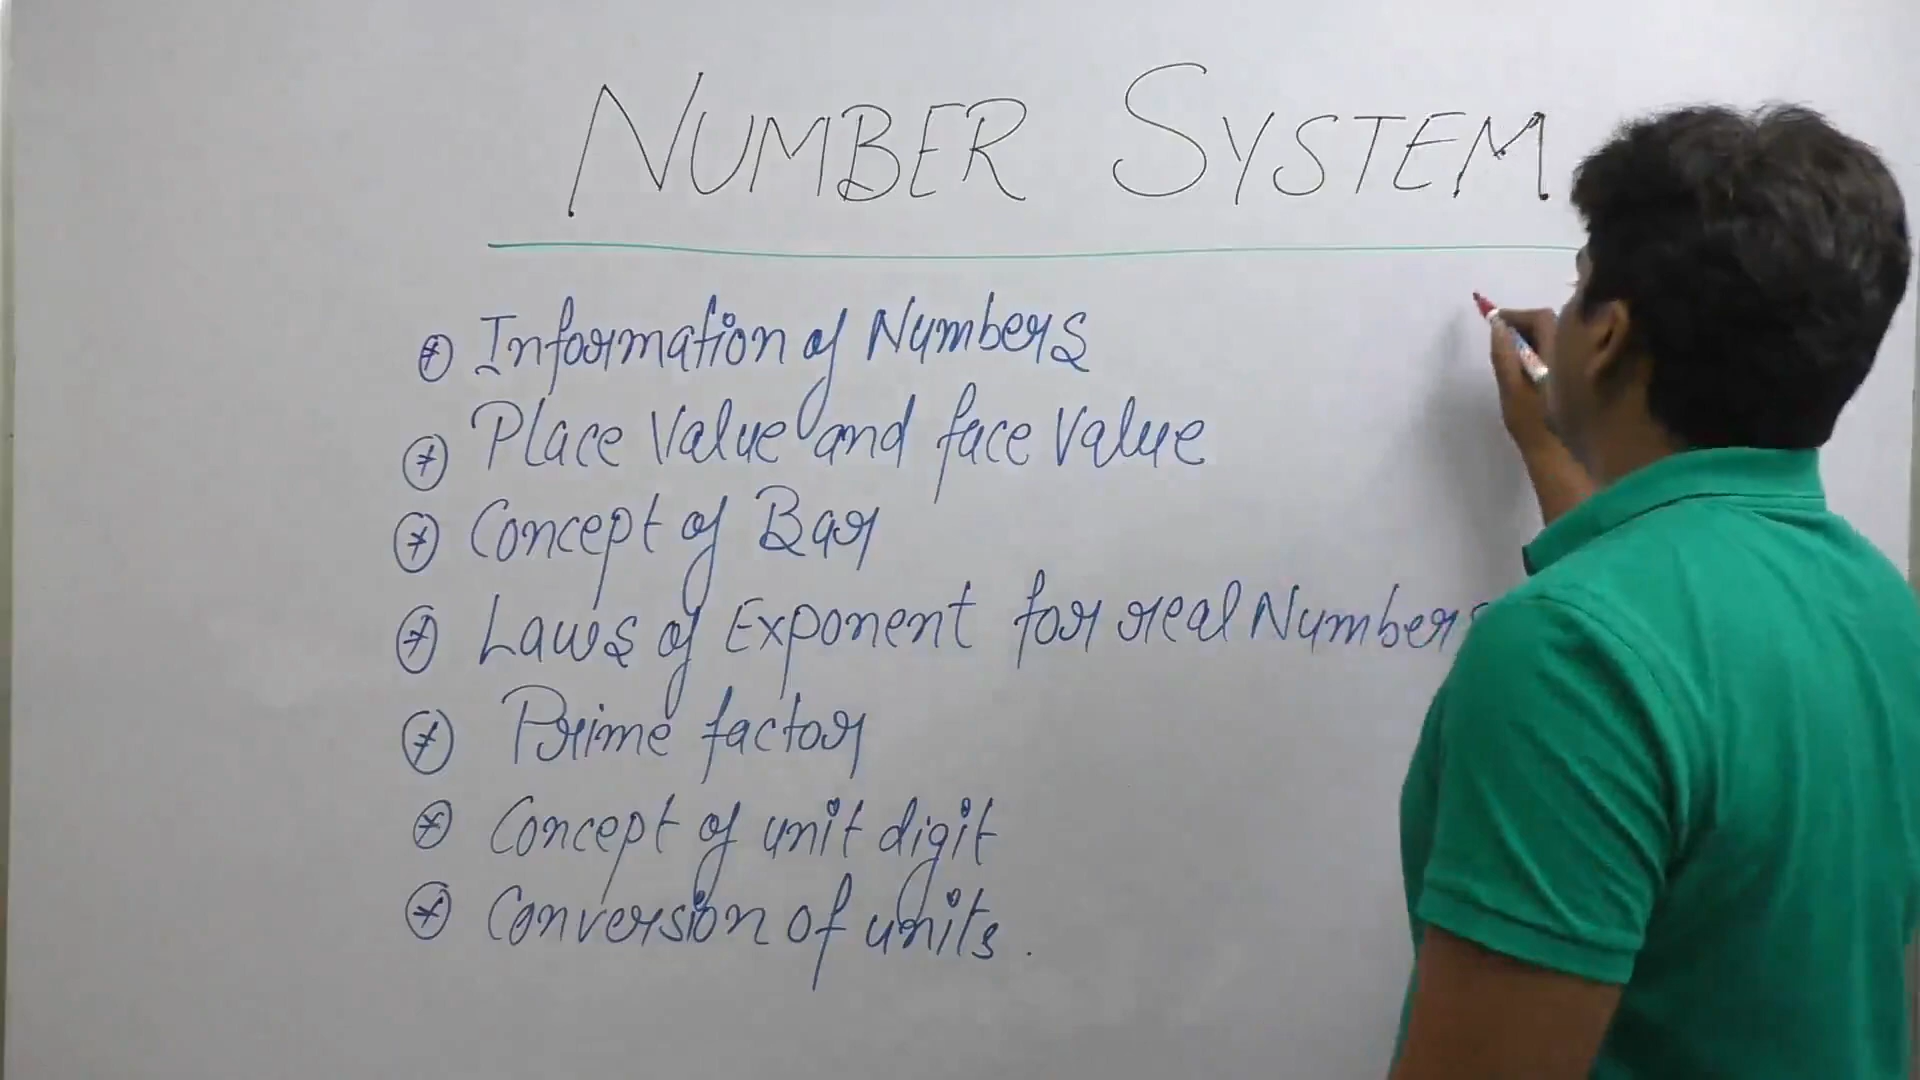 NUMBER SYSTEM
Information of Numbers
Place Value and face Value
Concept of Bar
Laws of Exponent for real Numbers
Prime factor
Concept of unit digit
Conversion of units.